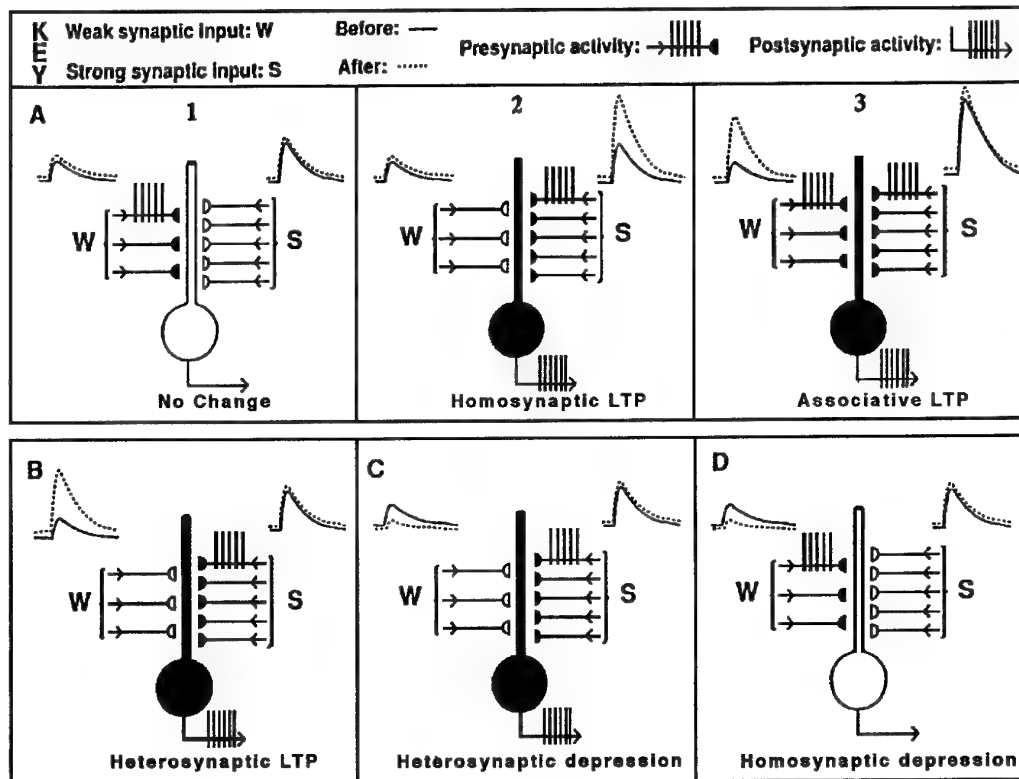 KEY
Weak synaptic input: W
Before:
Presynaptic activity:
Postsynaptic activity:
Strong synaptic input: S
After:
A
1
2
3
W
S
W
S
W
S
No Change
Homosynaptic LTP
Associative LTP
B
C
D
W
S
W
S
W
S
Heterosynaptic LTP
Heterosynaptic depression
Homosynaptic depression